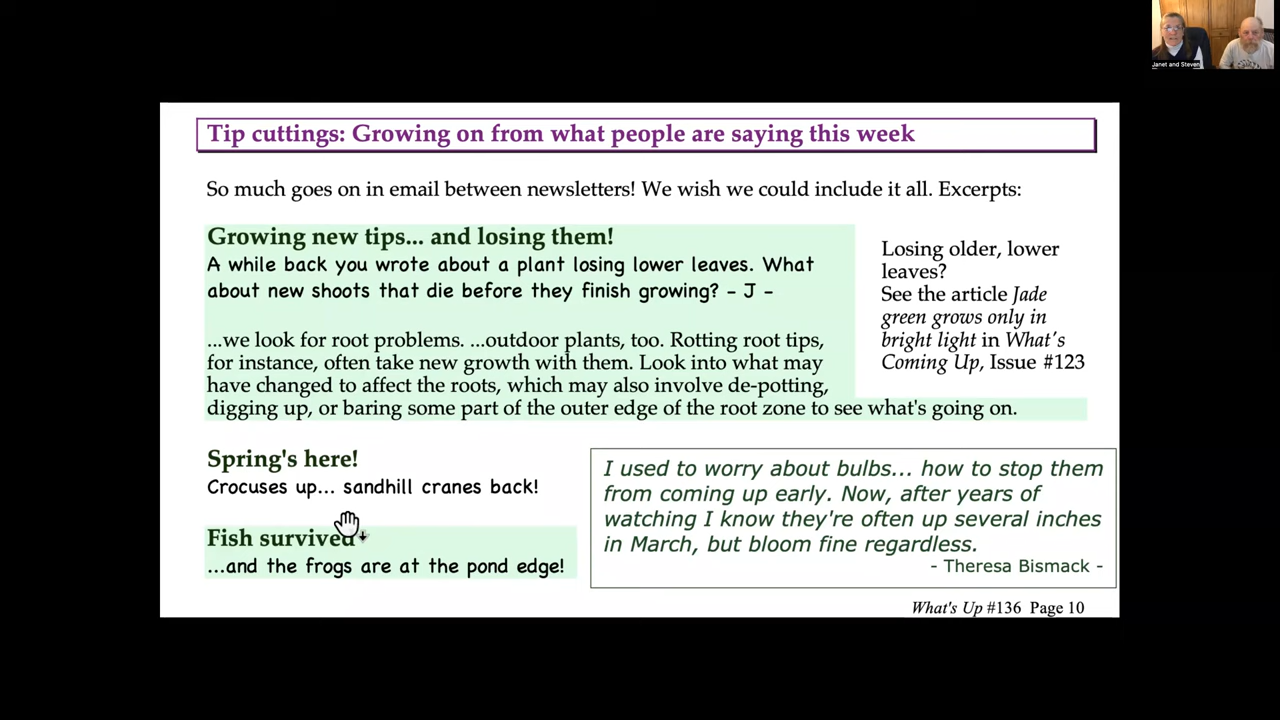 Janet and Steven
Tip cuttings: Growing on from what people are saying this week
So much goes on in email between newsletters! We wish we could include it all. Excerpts:
Growing new tips... and losing them!
A while back you wrote about a plant losing lower leaves. What
about new shoots that die before they finish growing? - J -
...we look for root problems. ...outdoor plants, too. Rotting root tips,
for instance, often take new growth with them. Look into what may
have changed to affect the roots, which may also involve de-potting,
digging up, or baring some part of the outer edge of the root zone to see what's going on.
Losing older, lower
leaves?
See the article Jade
green grows only in
bright light in What's
Coming Up, Issue #123
Spring's here!
Crocuses up... sandhill cranes back!
Fish survived
...and the frogs are at the pond edge!
I used to worry about bulbs... how to stop them
from coming up early. Now, after years of
watching I know they're often up several inches
in March, but bloom fine regardless.
- Theresa Bismack -
What's Up #136 Page 10